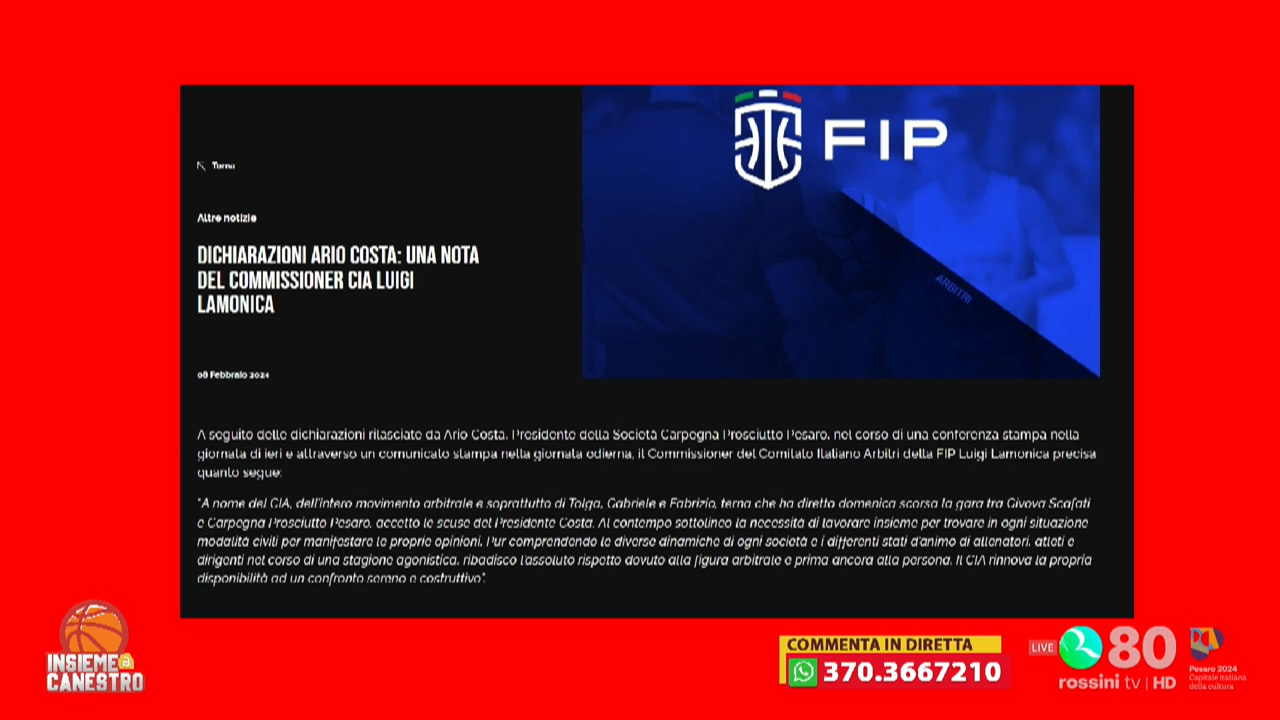 FIP
Torna
Altre notizie
DICHIARAZIONI ARIO COSTA: UNA NOTA
DEL COMMISSIONER CIA LUIGI
LAMONICA
ARBITRI
08 Febbraio 2024
A seguito delle dichiarazioni rilasciate da Ario Costa, Presidente della Società Carpegna Prosciutto Pesaro, nel corso di una conferenza stampa nella
giornata di ieri e attraverso un comunicato stampa nella giornata odierna, il Commissioner del Comitato Italiano Arbitri della FIP Luigi Lamonica precisa
quanto segue:
"A nome del CIA, dell'intero movimento arbitrale e soprattutto di Tolga, Gabriele e Fabrizio, terna che ha diretto domenica scorsa la gara tra Givova Scafati
e Carpegna Prosciutto Pesaro, accetto le scuse del Presidente Costa. Al contempo sottolineo la necessità di lavorare insieme per trovare in ogni situazione
modalità civili per manifestare le proprie opinioni. Pur comprendendo le diverse dinamiche di ogni società e i differenti stati d'animo di allenatori, atleti e
dirigenti nel corso di una stagione agonistica, ribadisco l'assoluto rispetto dovuto alla figura arbitrale e prima ancora alla persona. Il CIA rinnova la propria
disponibilità ad un confronto sereno e costruttivo".
INSIEME a
CANESTRO
COMMENTA IN DIRETTA
370.3667210
LIVE
80
rossini tv | HD
Pesaro 2024
Capitale italiana
della cultura